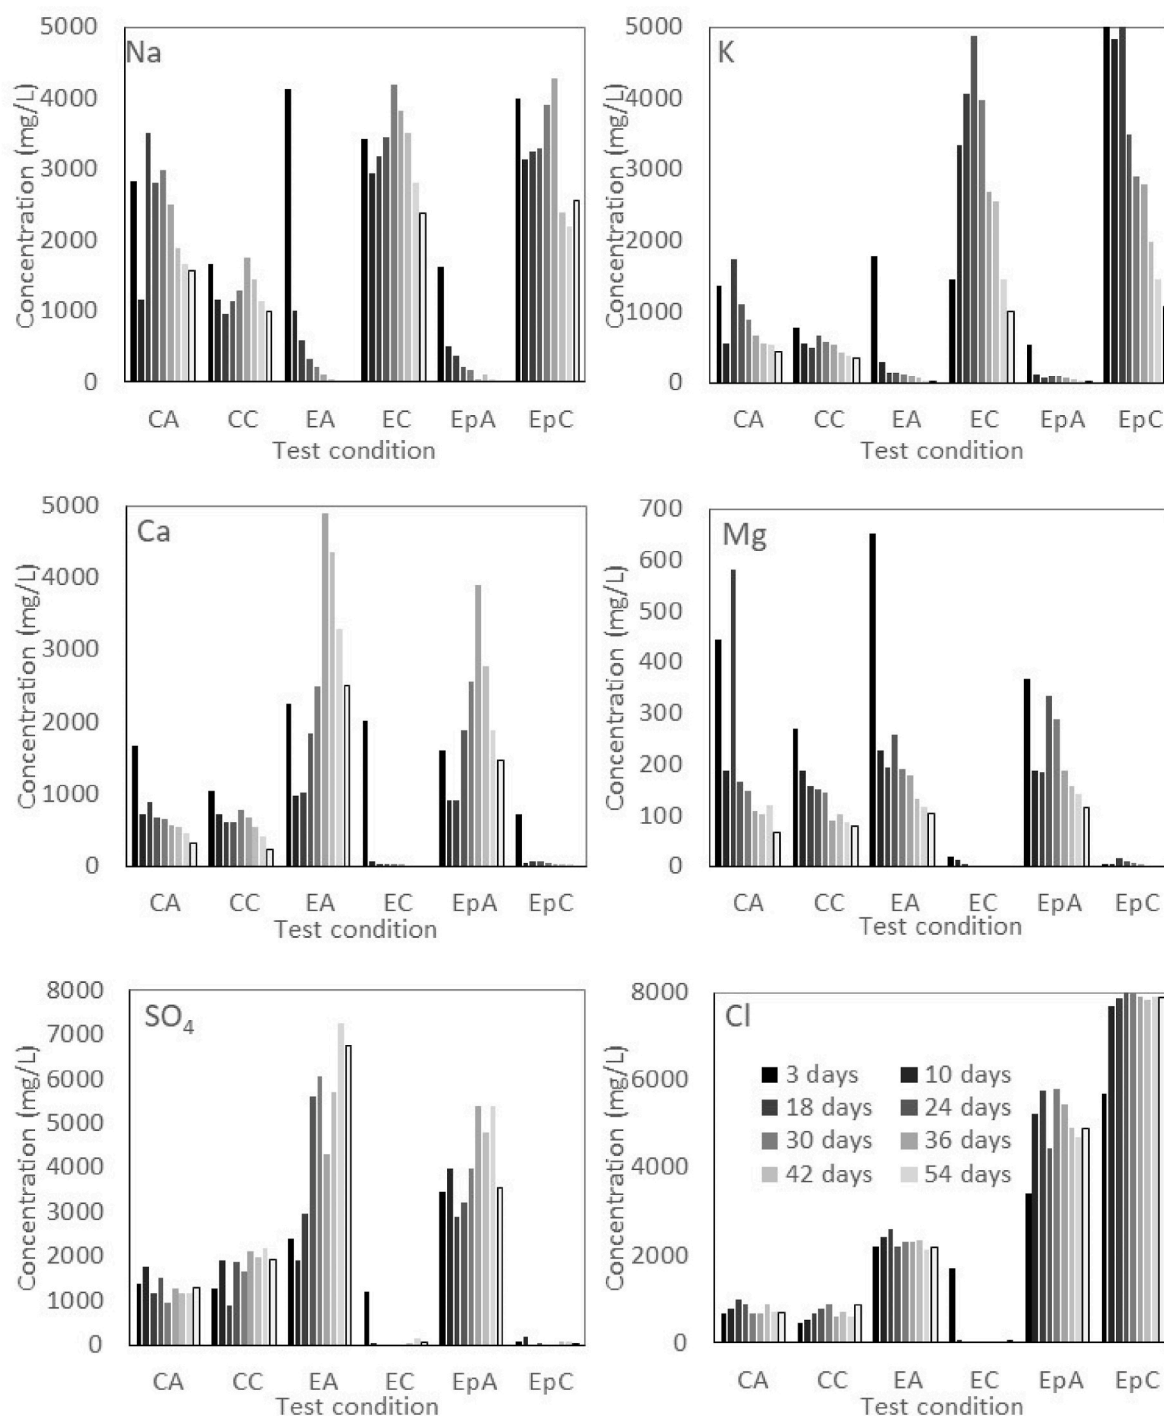 Na
Concentration (mg/L)
5000
4000
3000
2000
1000
0
CA CC EA EC EpA EpC
Test condition
K
Concentration (mg/L)
5000
4000
3000
2000
1000
0
CA CC EA EC EpA EpC
Test condition
Ca
Concentration (mg/L)
5000
4000
3000
2000
1000
0
CA CC EA EC EpA EpC
Test condition
Mg
Concentration (mg/L)
700
600
500
400
300
200
100
0
CA CC EA EC EpA EpC
Test condition
SO4
Concentration (mg/L)
8000
7000
6000
5000
4000
3000
2000
1000
0
CA CC EA EC EpA EpC
Test condition
Cl
Concentration (mg/L)
8000
6000
4000
2000
0
3 days 10 days
18 days 24 days
30 days 36 days
42 days 54 days
CA CC EA EC EpA EpC
Test condition